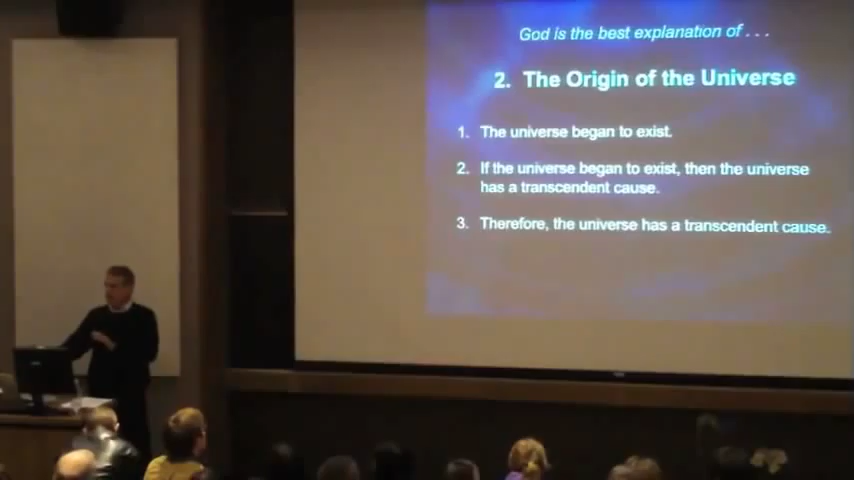 God is the best explanation of . . .
2. The Origin of the Universe
1. The universe began to exist.
2. If the universe began to exist, then the universe
has a transcendent cause.
3. Therefore, the universe has a transcendent cause.